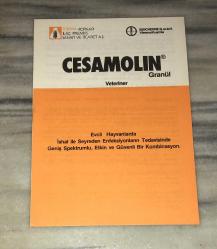 CESAMOLIN®
Granül
Veteriner
Evcil Hayvanlarda
İshal ile Seyreden Enfeksiyonların Tedavisinde
Geniş Spektrumlu, Etkin ve Güvenli Bir Kombinasyon.